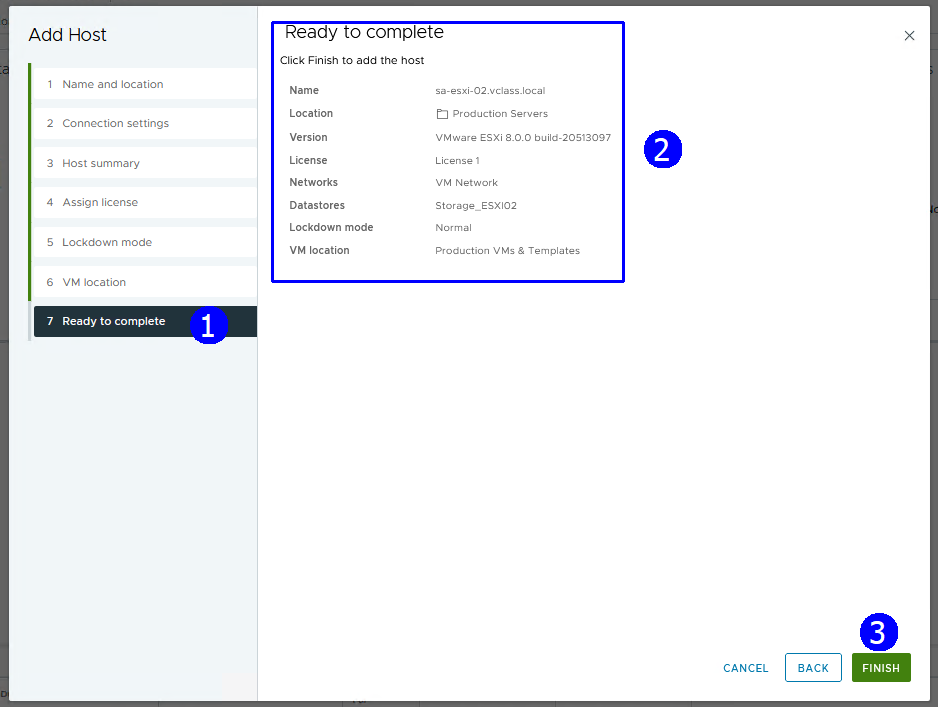 Add Host
1 Name and location
2 Connection settings
3 Host summary
4 Assign license
5 Lockdown mode
6 VM location
7 Ready to complete
1
Ready to complete
Click Finish to add the host
Name sa-esxi-02.vclass.local
Location Production Servers
Version VMware ESXi 8.0.0 build-20513097
License License 1
Networks VM Network
Datastores Storage_ESXI02
Lockdown mode Normal
VM location Production VMs & Templates
2
3
CANCEL BACK FINISH